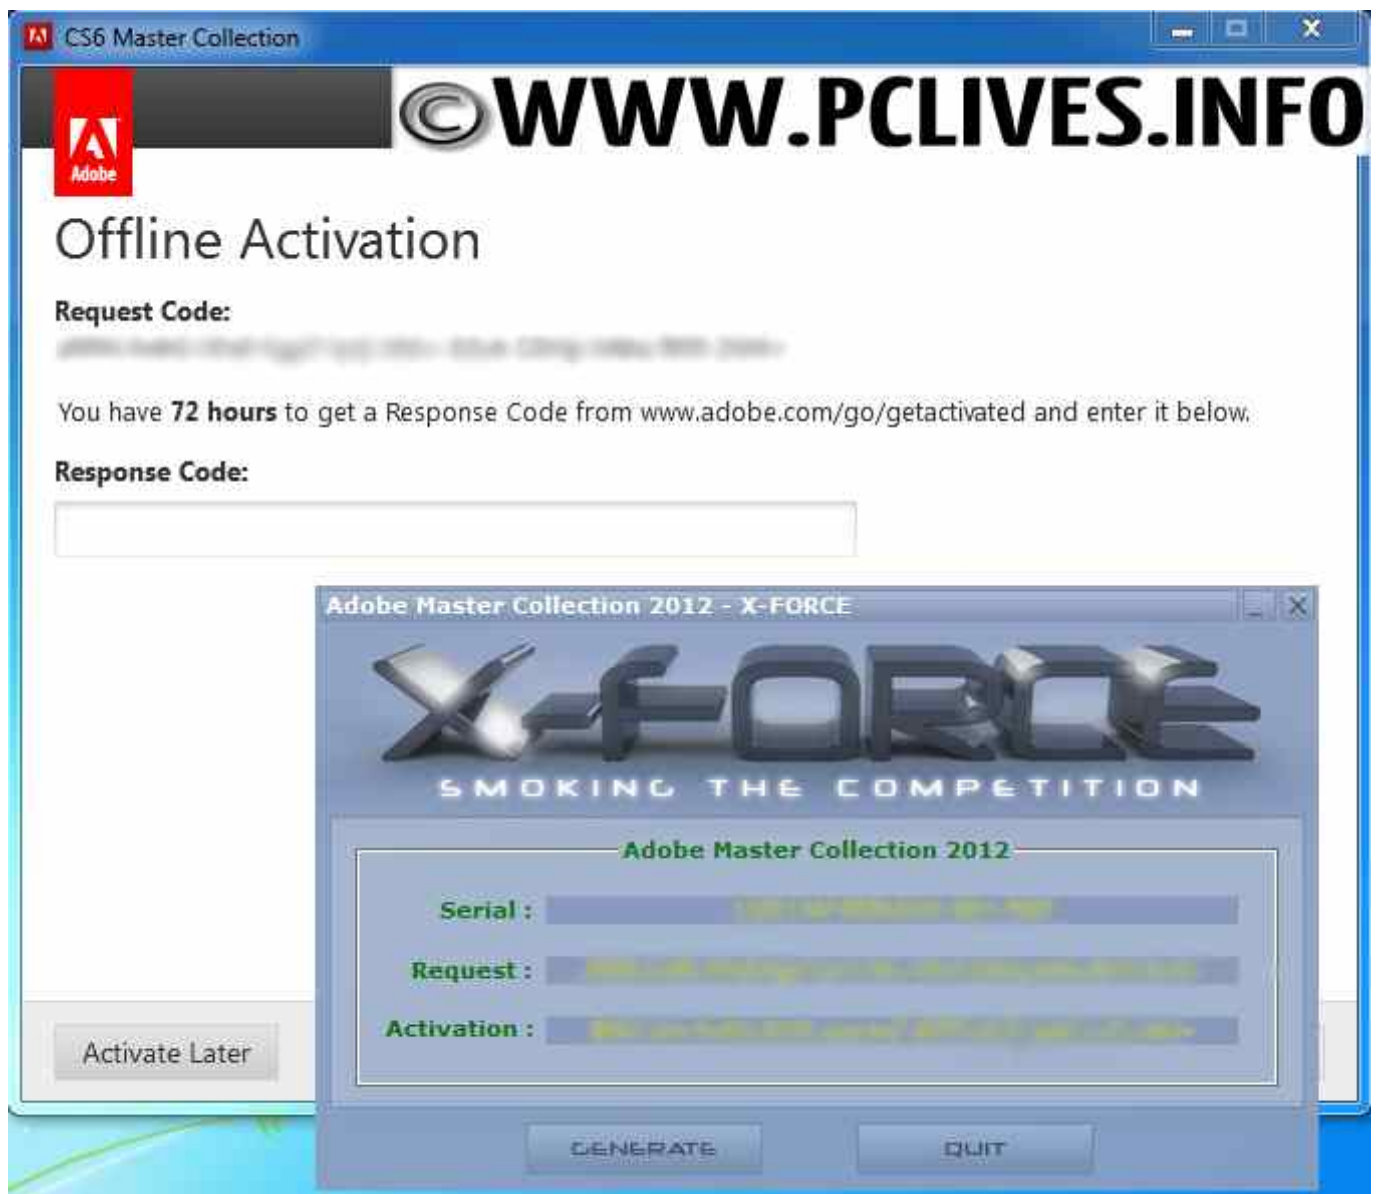 CS6 Master Collection
©WWW.PCLIVES.INFO
Adobe
Offline Activation
Request Code:
You have 72 hours to get a Response Code from www.adobe.com/go/getactivated and enter it below.
Response Code:
Adobe Master Collection 2012 - X-FORCE
X-FORCE
SMOKING THE COMPETITION
Adobe Master Collection 2012
Serial :
Request :
Activation :
Activate Later
GENERATE
QUIT